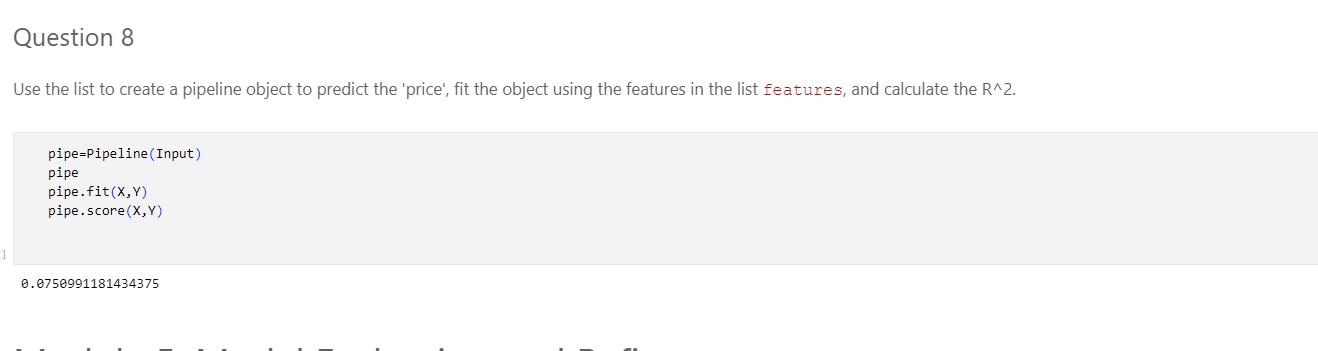 Question 8
Use the list to create a pipeline object to predict the 'price', fit the object using the features in the list features, and calculate the R^2.
pipe=Pipeline(Input)
pipe
pipe.fit(X,Y)
pipe.score(X,Y)
]
0.0750991181434375